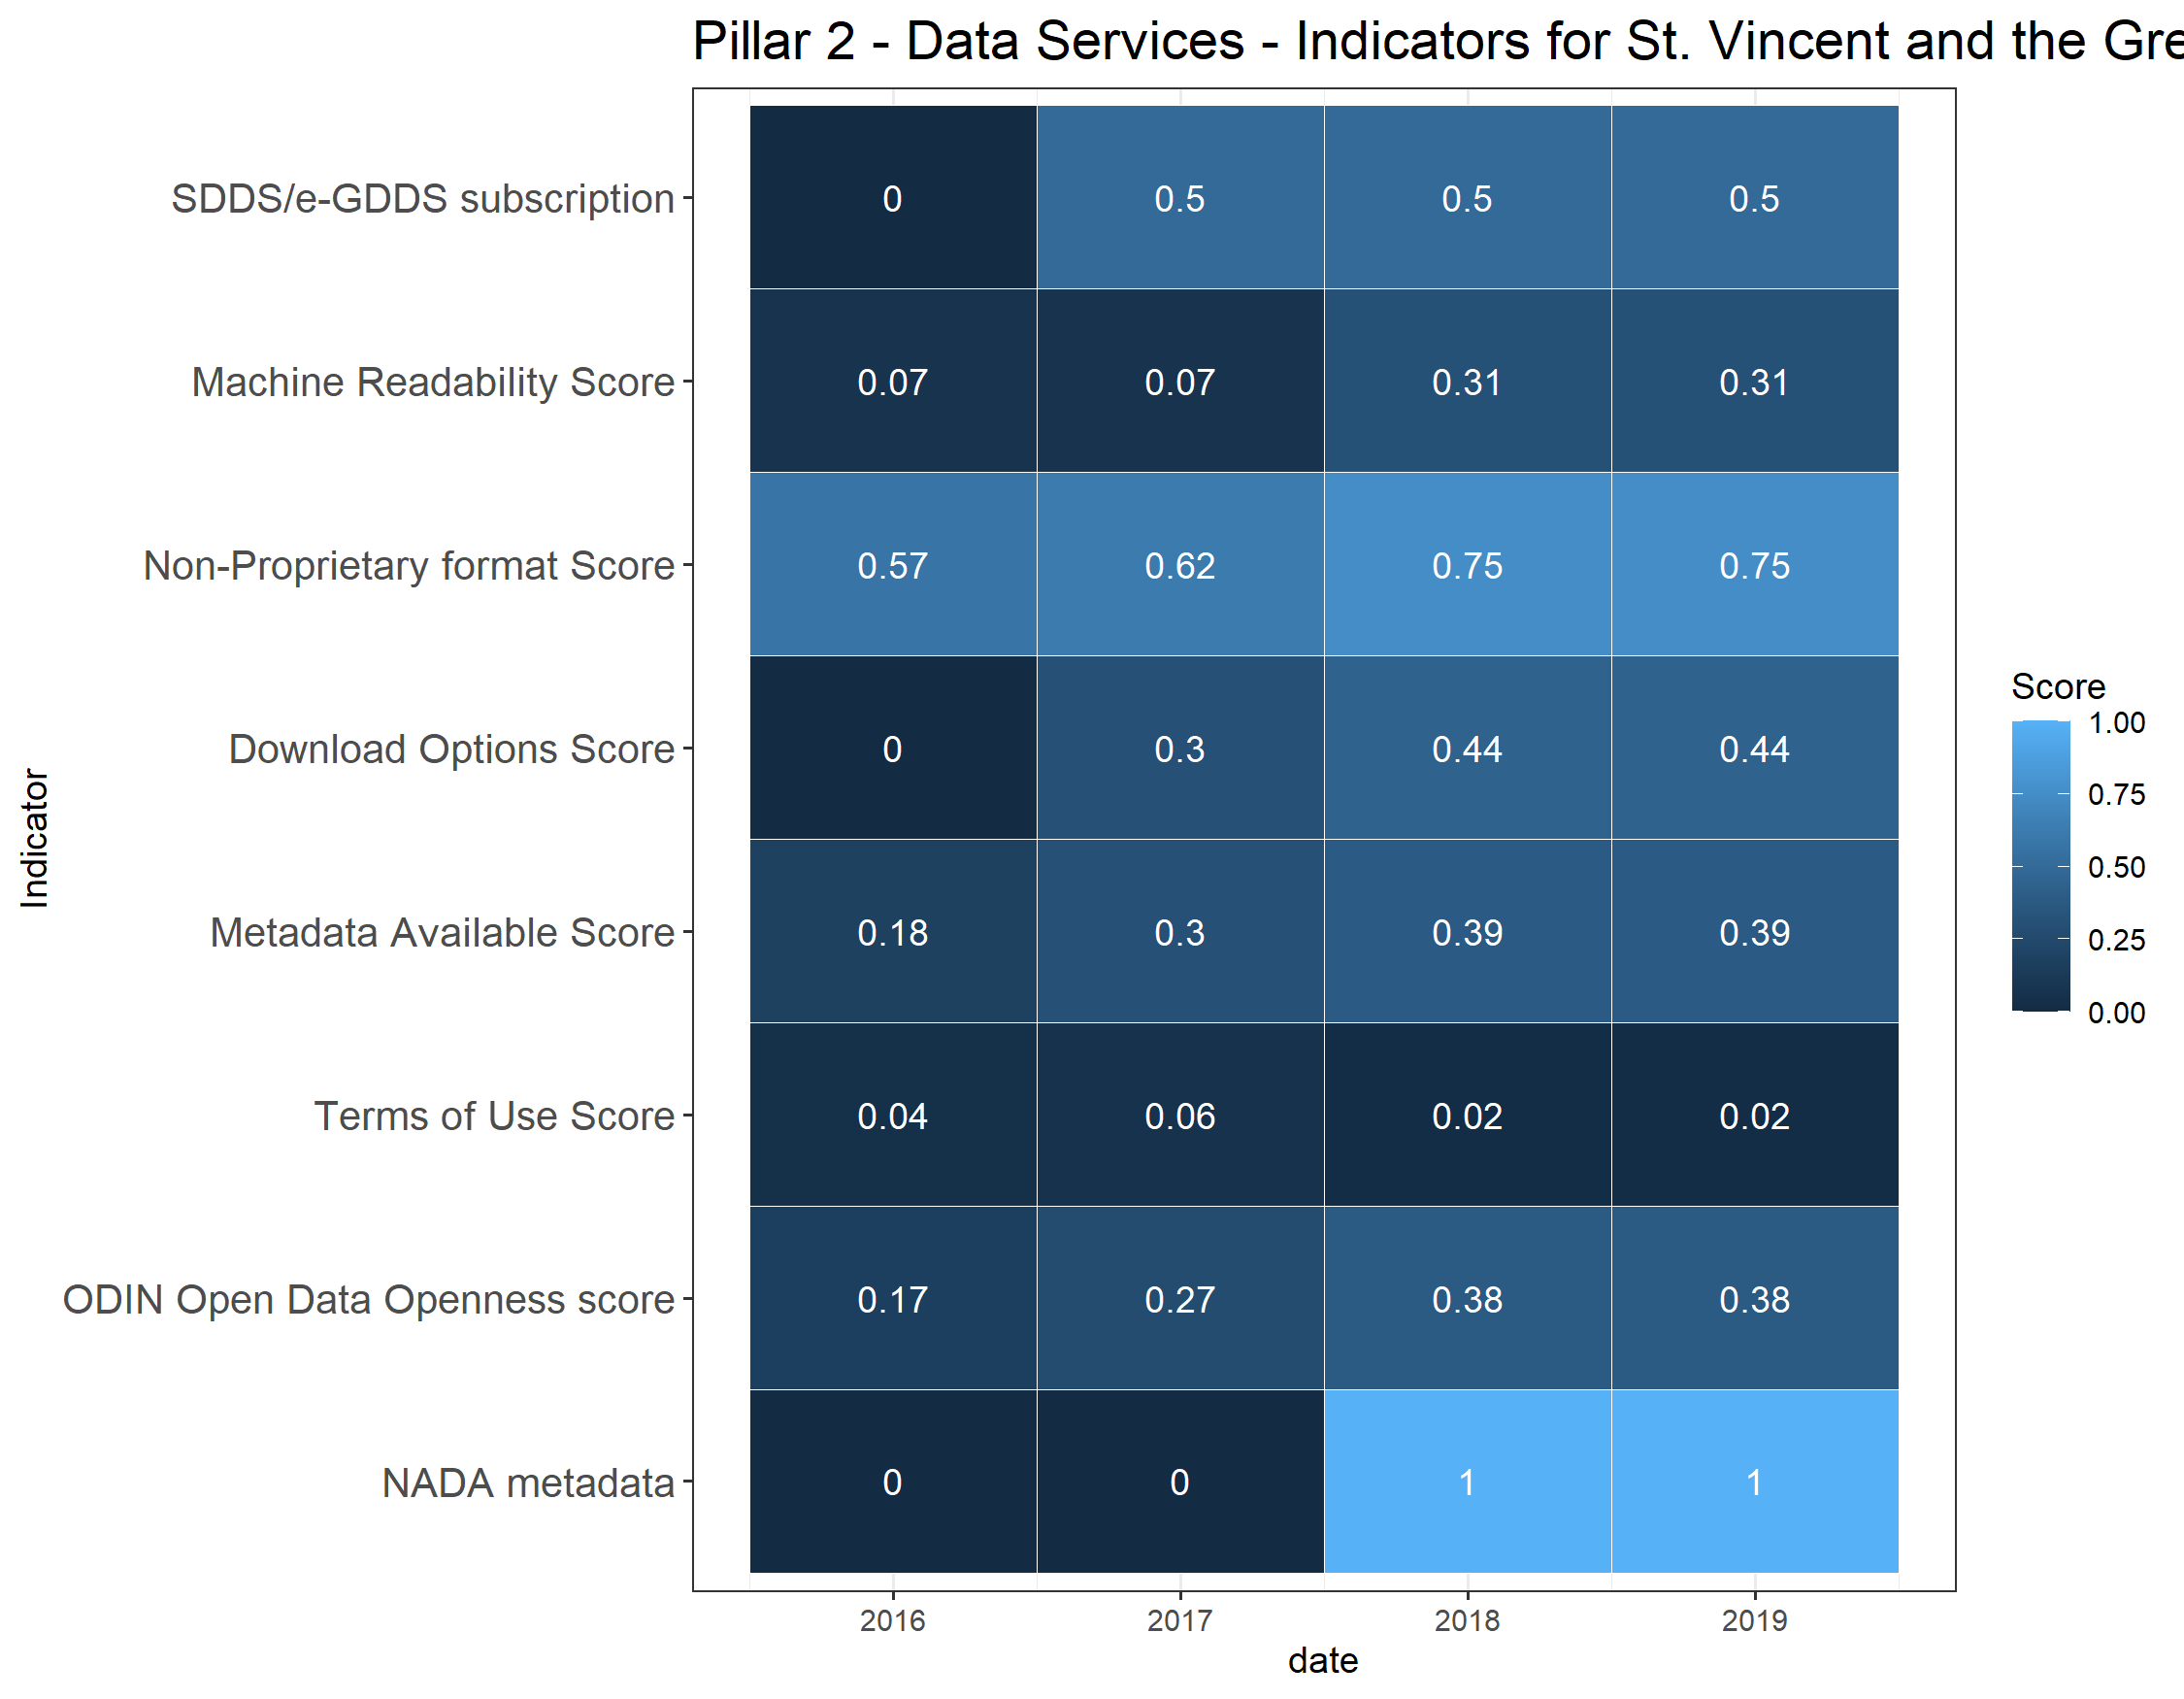 Pillar 2 - Data Services - Indicators for St. Vincent and the Gre
SDDS/e-GDDS subscription 0 0.5 0.5 0.5
Machine Readability Score 0.07 0.07 0.31 0.31
Non-Proprietary format Score 0.57 0.62 0.75 0.75
Download Options Score 0 0.3 0.44 0.44
Metadata Available Score 0.18 0.3 0.39 0.39
Terms of Use Score 0.04 0.06 0.02 0.02
ODIN Open Data Openness score 0.17 0.27 0.38 0.38
NADA metadata 0 0 1 1
2016 2017 2018 2019
date
Indicator
Score
1.00
0.75
0.50
0.25
0.00